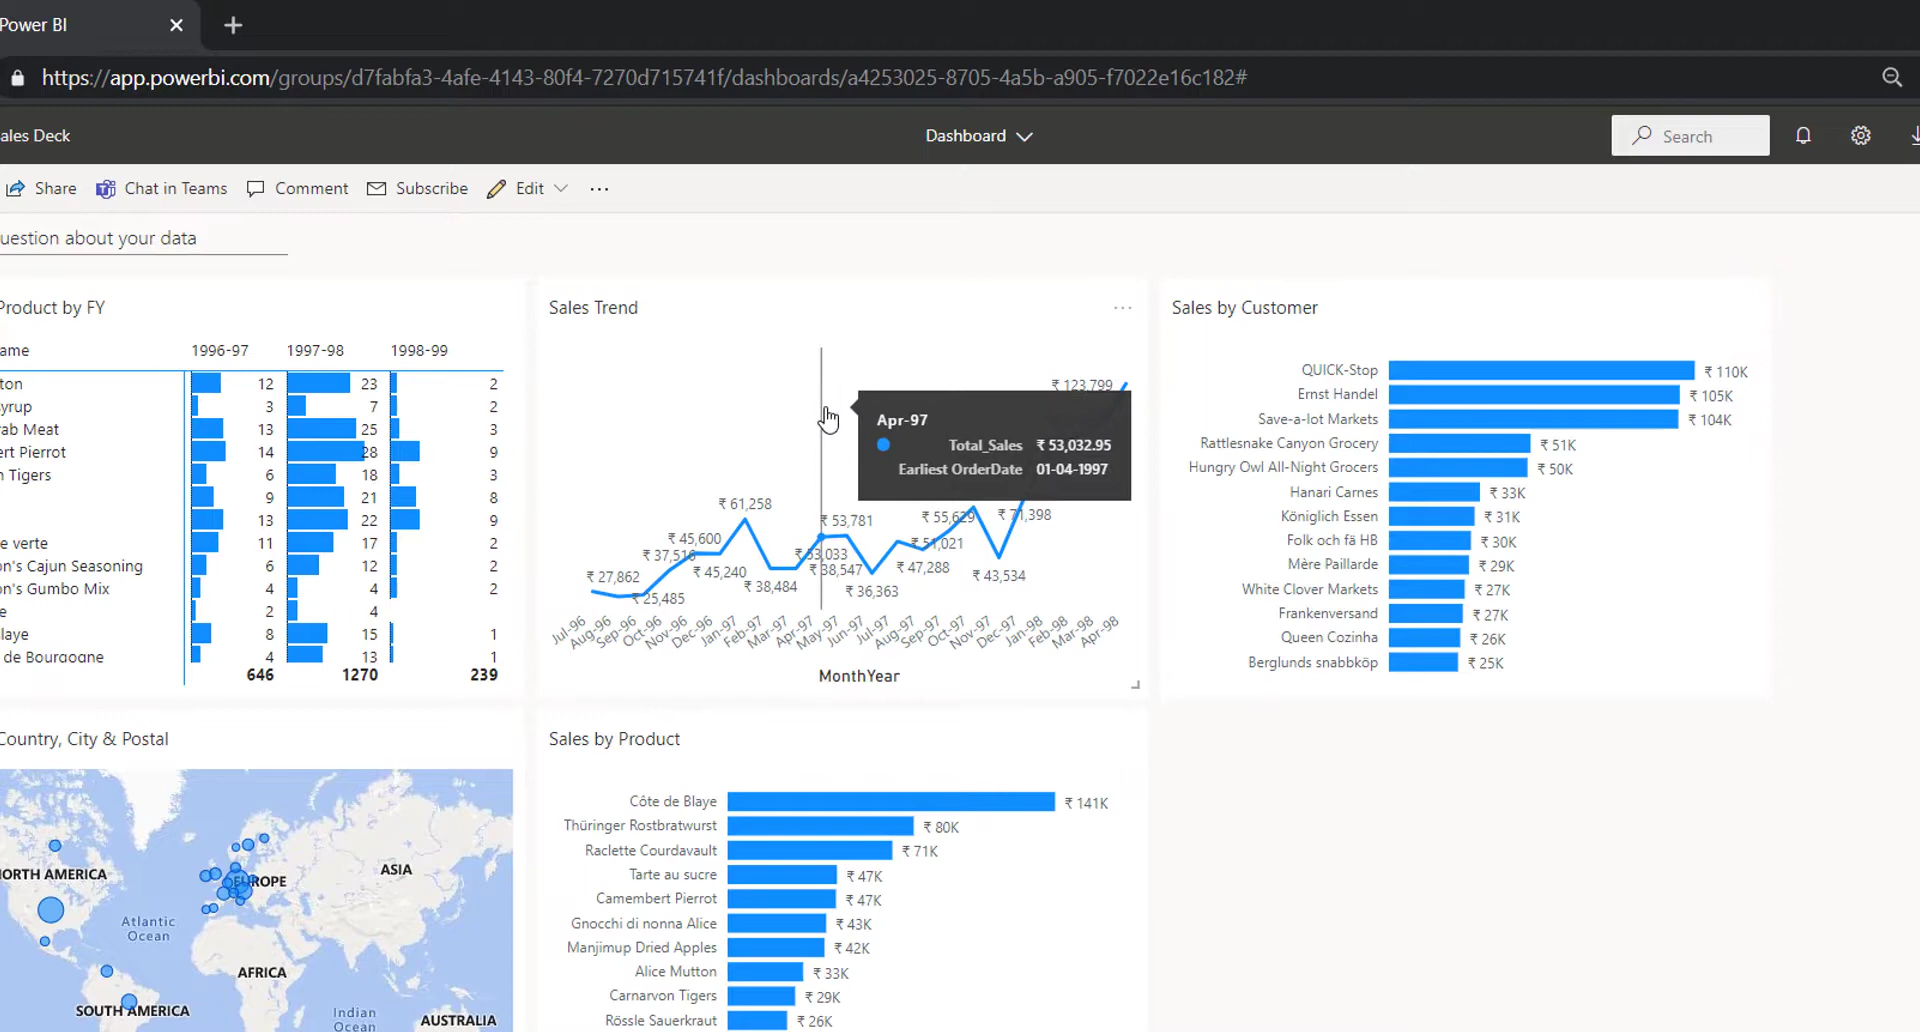 Power BI
https://app.powerbi.com/groups/d7fabfa3-4afe-4143-80f4-7270d715741f/dashboards/a4253025-8705-4a5b-a905-f7022e16c182#
ales Deck
Dashboard
Search
Share
Chat in Teams
Comment
Subscribe
Edit
uestion about your data
Product by FY
ame 1996-97 1997-98 1998-99
ton 12 23 2
yrup 3 7 2
ab Meat 13 25 3
ert Pierrot 14 28 9
n Tigers 6 18 3
9 21 8
13 22 9
e verte 11 17 2
on's Cajun Seasoning 6 12 2
n's Gumbo Mix 4 4 2
e 2 4
laye 8 15 1
de Bourgogne 4 13 1
646 1270 239
Sales Trend
₹ 123,799
Apr-97
Total_Sales ₹ 53,032.95
Earliest OrderDate 01-04-1997
₹ 61,258
₹ 53,781
₹ 55,629
₹ 71,398
₹ 45,600
₹ 37,516
₹ 53,033
₹ 51,021
₹ 27,862
₹ 45,240
₹ 38,547
₹ 47,288
₹ 43,534
₹ 25,485
₹ 38,484
₹ 36,363
Jul-96 Aug-96 Sep-96 Oct-96 Nov-96 Dec-96 Jan-97 Feb-97 Mar-97 Apr-97 May-97 Jun-97 Jul-97 Aug-97 Sep-97 Oct-97 Nov-97 Dec-97 Jan-98 Feb-98 Mar-98 Apr-98
MonthYear
Sales by Customer
QUICK-Stop ₹ 110K
Ernst Handel ₹ 105K
Save-a-lot Markets ₹ 104K
Rattlesnake Canyon Grocery ₹ 51K
Hungry Owl All-Night Grocers ₹ 50K
Hanari Carnes ₹ 33K
Königlich Essen ₹ 31K
Folk och fä HB ₹ 30K
Mère Paillarde ₹ 29K
White Clover Markets ₹ 27K
Frankenversand ₹ 27K
Queen Cozinha ₹ 26K
Berglunds snabbköp ₹ 25K
Country, City & Postal
ORTH AMERICA
EUROPE
ASIA
Atlantic
Ocean
AFRICA
SOUTH AMERICA
Indian
Ocean
AUSTRALIA
Sales by Product
Côte de Blaye ₹ 141K
Thüringer Rostbratwurst ₹ 80K
Raclette Courdavault ₹ 71K
Tarte au sucre ₹ 47K
Camembert Pierrot ₹ 47K
Gnocchi di nonna Alice ₹ 43K
Manjimup Dried Apples ₹ 42K
Alice Mutton ₹ 33K
Carnarvon Tigers ₹ 29K
Rössle Sauerkraut ₹ 26K